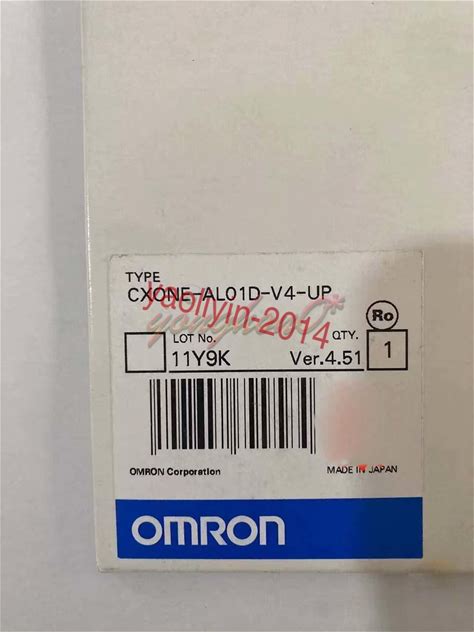 TYPE
CXONE-AL01D-V4-UP
yaoliyin-2014
Ro
LOT No.
QTY.
11Y9K
Ver.4.51
1
OMRON Corporation
MADE IN JAPAN
OMRON